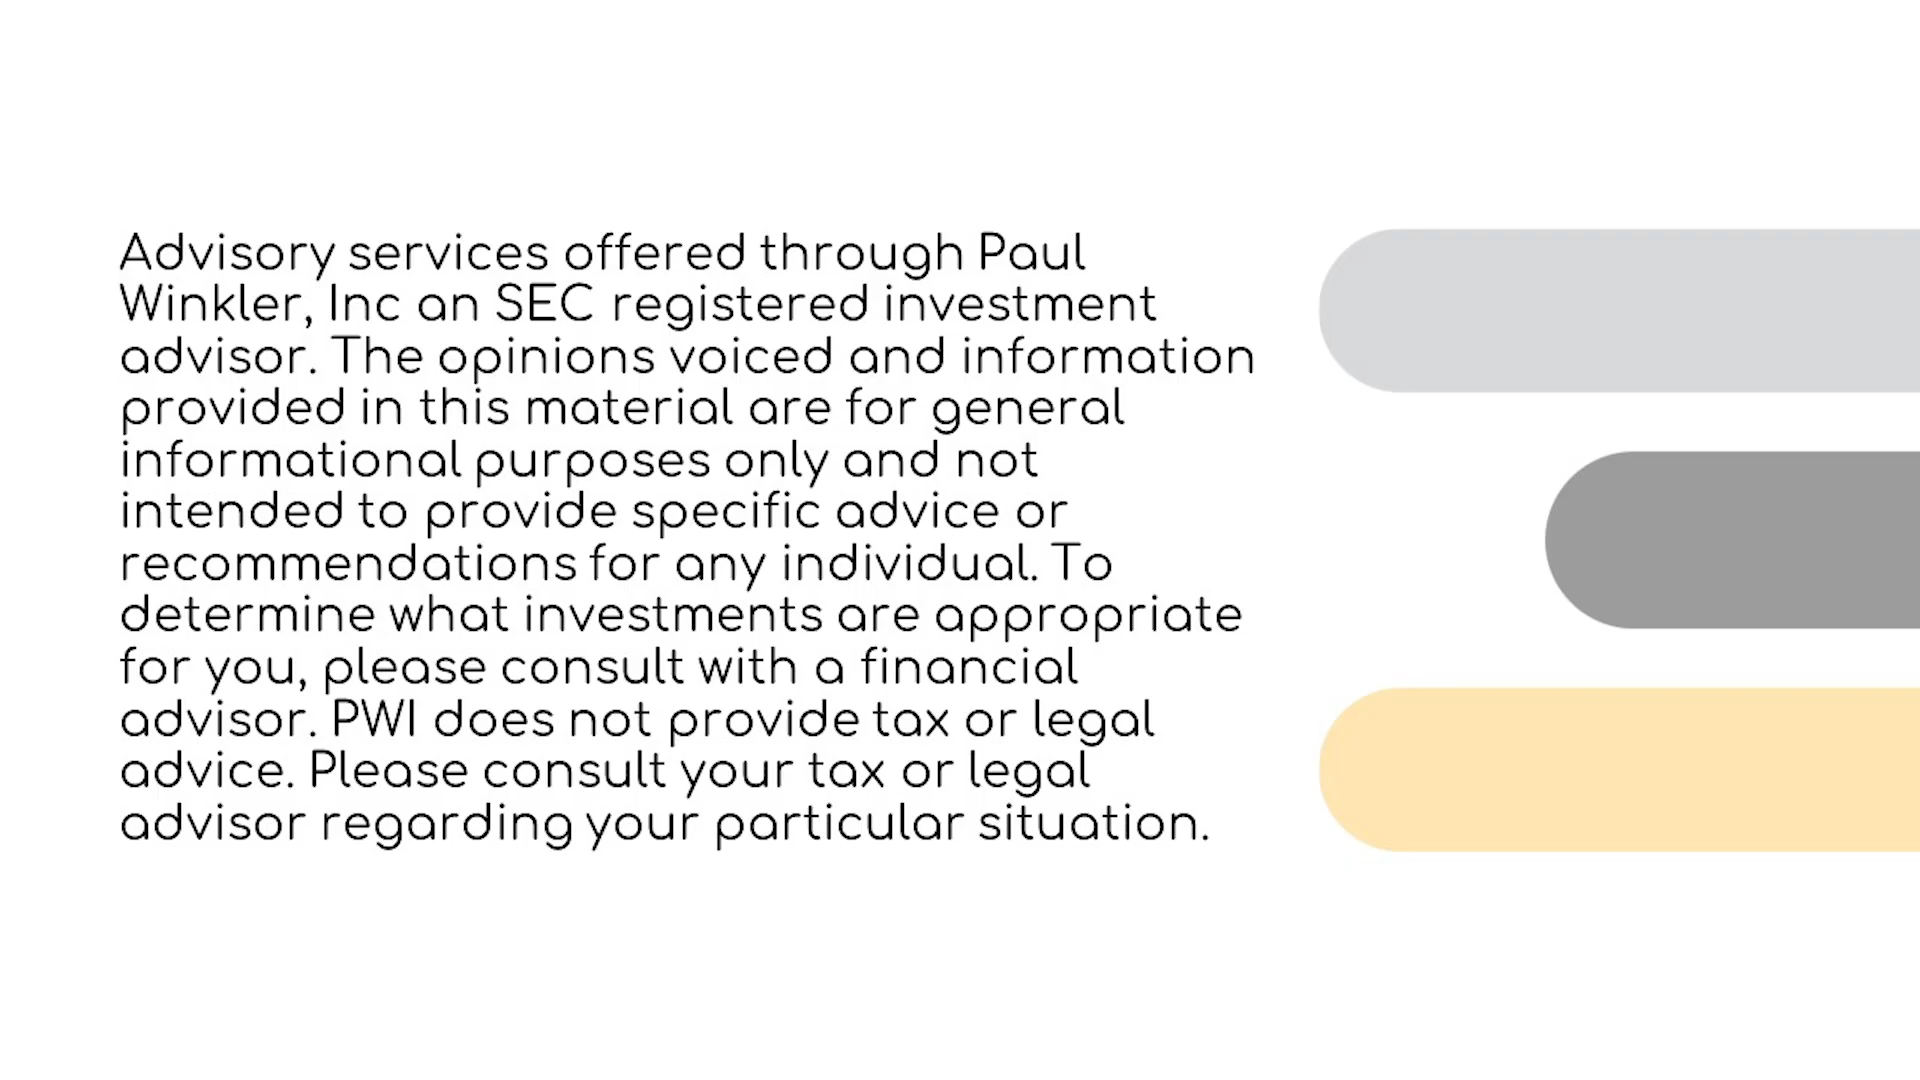 Advisory services offered through Paul
Winkler, Inc an SEC registered investment
advisor. The opinions voiced and information
provided in this material are for general
informational purposes only and not
intended to provide specific advice or
recommendations for any individual. To
determine what investments are appropriate
for you, please consult with a financial
advisor. PWI does not provide tax or legal
advice. Please consult your tax or legal
advisor regarding your particular situation.